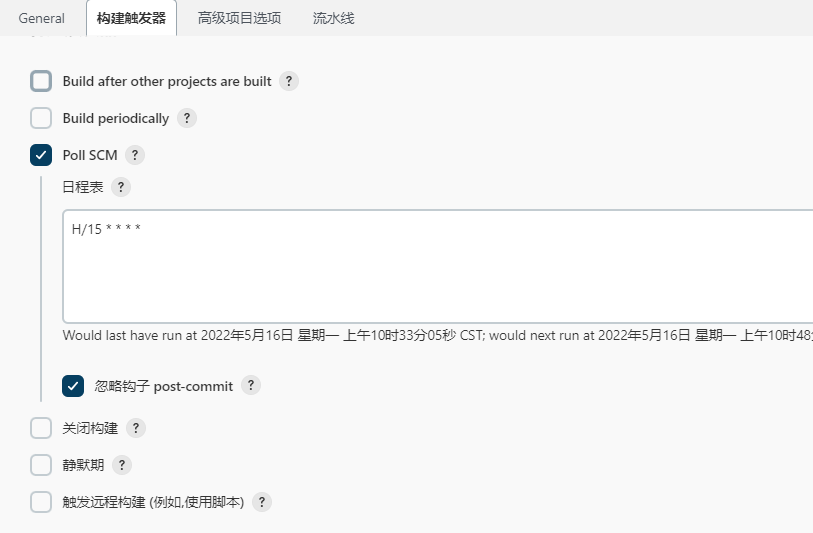 General 构建触发器 高级项目选项 流水线
Build after other projects are built ?
Build periodically ?
Poll SCM ?
日程表 ?
H/15 * * * *
Would last have run at 2022年5月16日 星期一 上午10时33分05秒 CST; would next run at 2022年5月16日 星期一 上午10时48
忽略钩子 post-commit ?
关闭构建 ?
静默期 ?
触发远程构建 (例如,使用脚本) ?